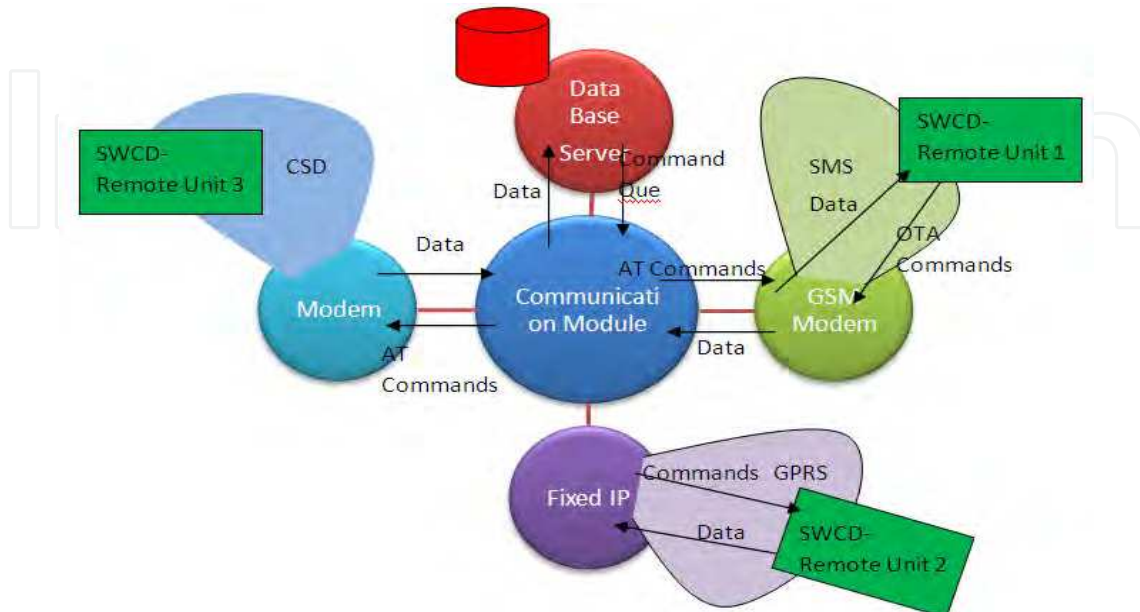 Data
Base
Server
Command
Que
Data
SWCD-
Remote Unit 3
CSD
SMS
Data
SWCD-
Remote Unit 1
OTA
Commands
Data
AT Commands
Modem
Communicati
on Module
GSM
Modem
AT
Commands
Data
Fixed IP
Commands GPRS
Data
SWCD-
Remote Unit 2